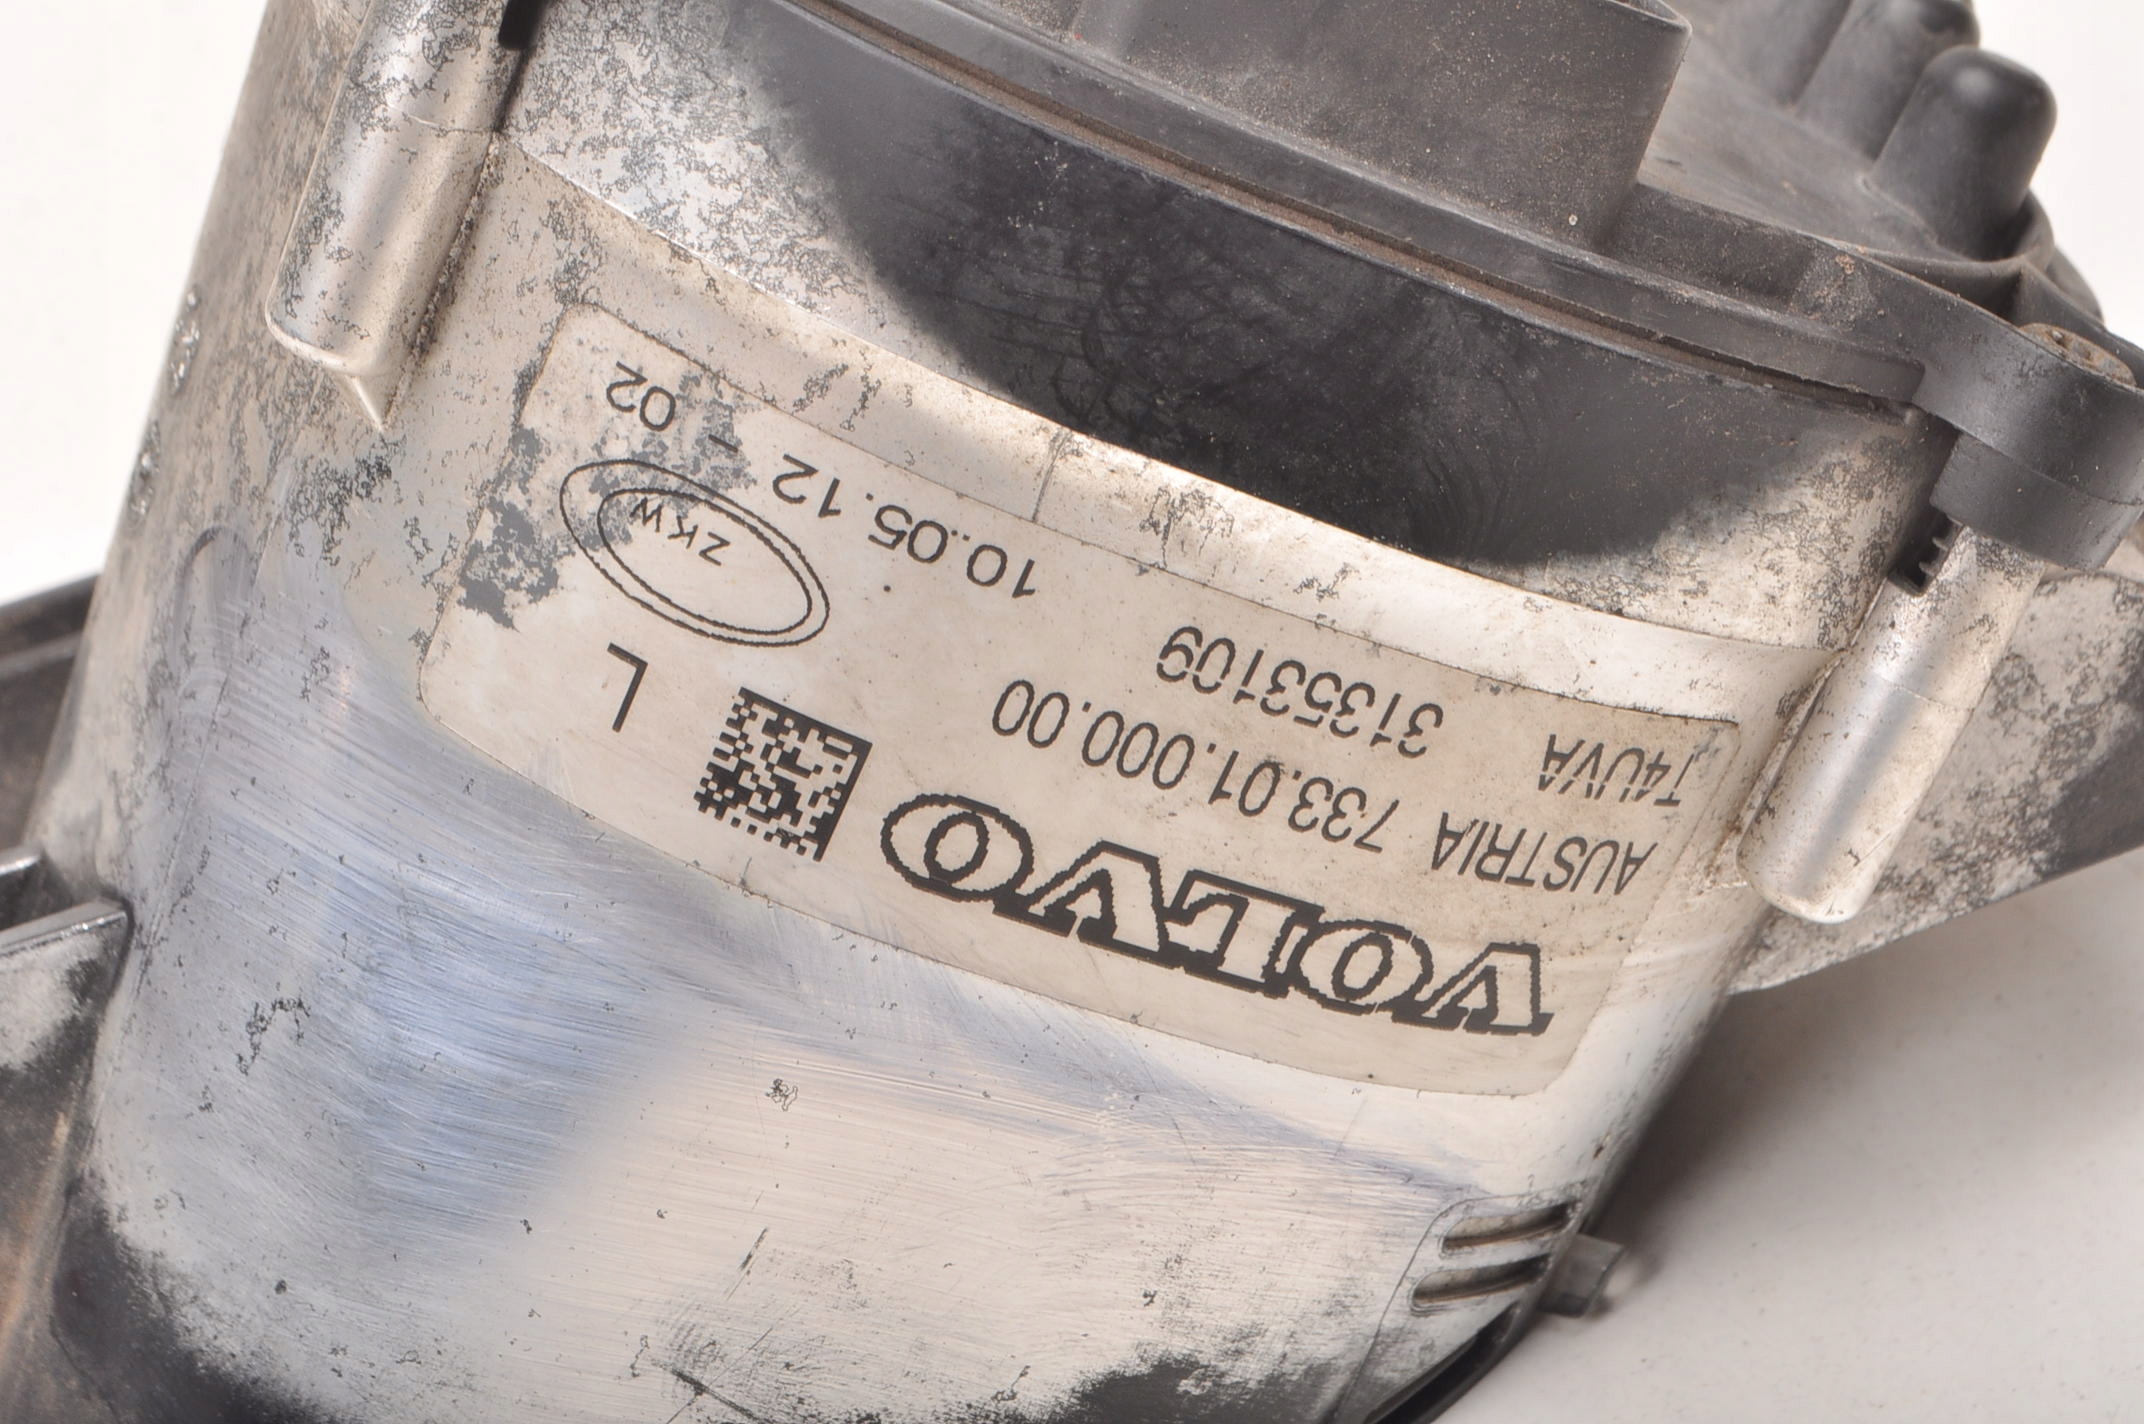 VOLVO
L
AUSTRIA 733.01.000.00
T4UVA 31353109
ZKW
10.05.12 - 02